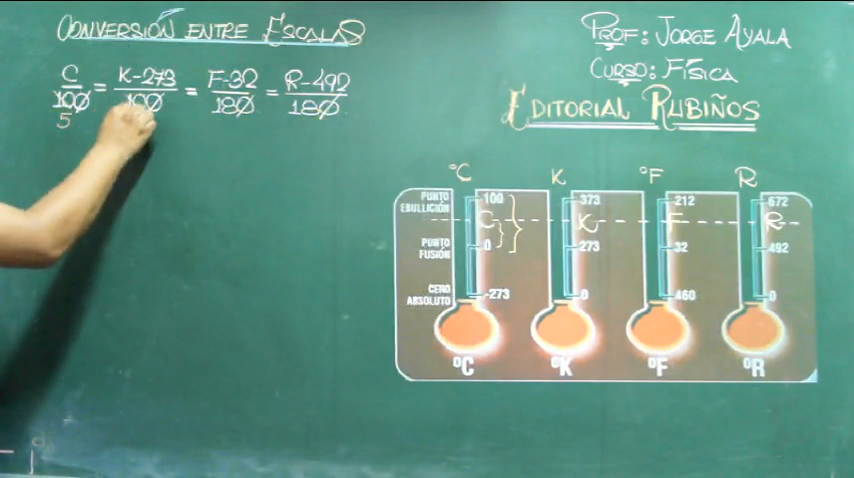 CONVERSIÓN ENTRE ESCALAS
C/100 = K-273/100 = F-32/180 = R-492/180
5
PROF: JORGE AYALA
CURSO: FÍSICA
EDITORIAL RUBIÑOS
°C K °F R
PUNTO EBULLICIÓN 100 373 212 672
C K F R
PUNTO FUSIÓN 0 273 32 492
CERO ABSOLUTO -273 0 -460 0
°C °K °F °R